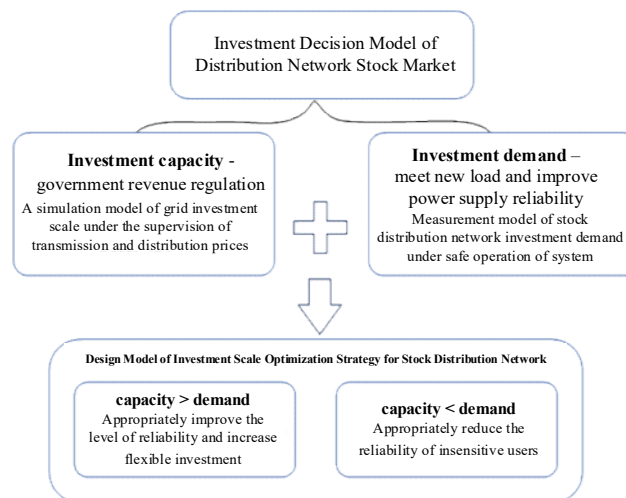 Investment Decision Model of
Distribution Network Stock Market
Investment capacity -
government revenue regulation
A simulation model of grid investment
scale under the supervision of
transmission and distribution prices
Investment demand –
meet new load and improve
power supply reliability
Measurement model of stock
distribution network investment demand
under safe operation of system
Design Model of Investment Scale Optimization Strategy for Stock Distribution Network
capacity > demand
Appropriately improve the
level of reliability and increase
flexible investment
capacity < demand
Appropriately reduce the
reliability of insensitive users